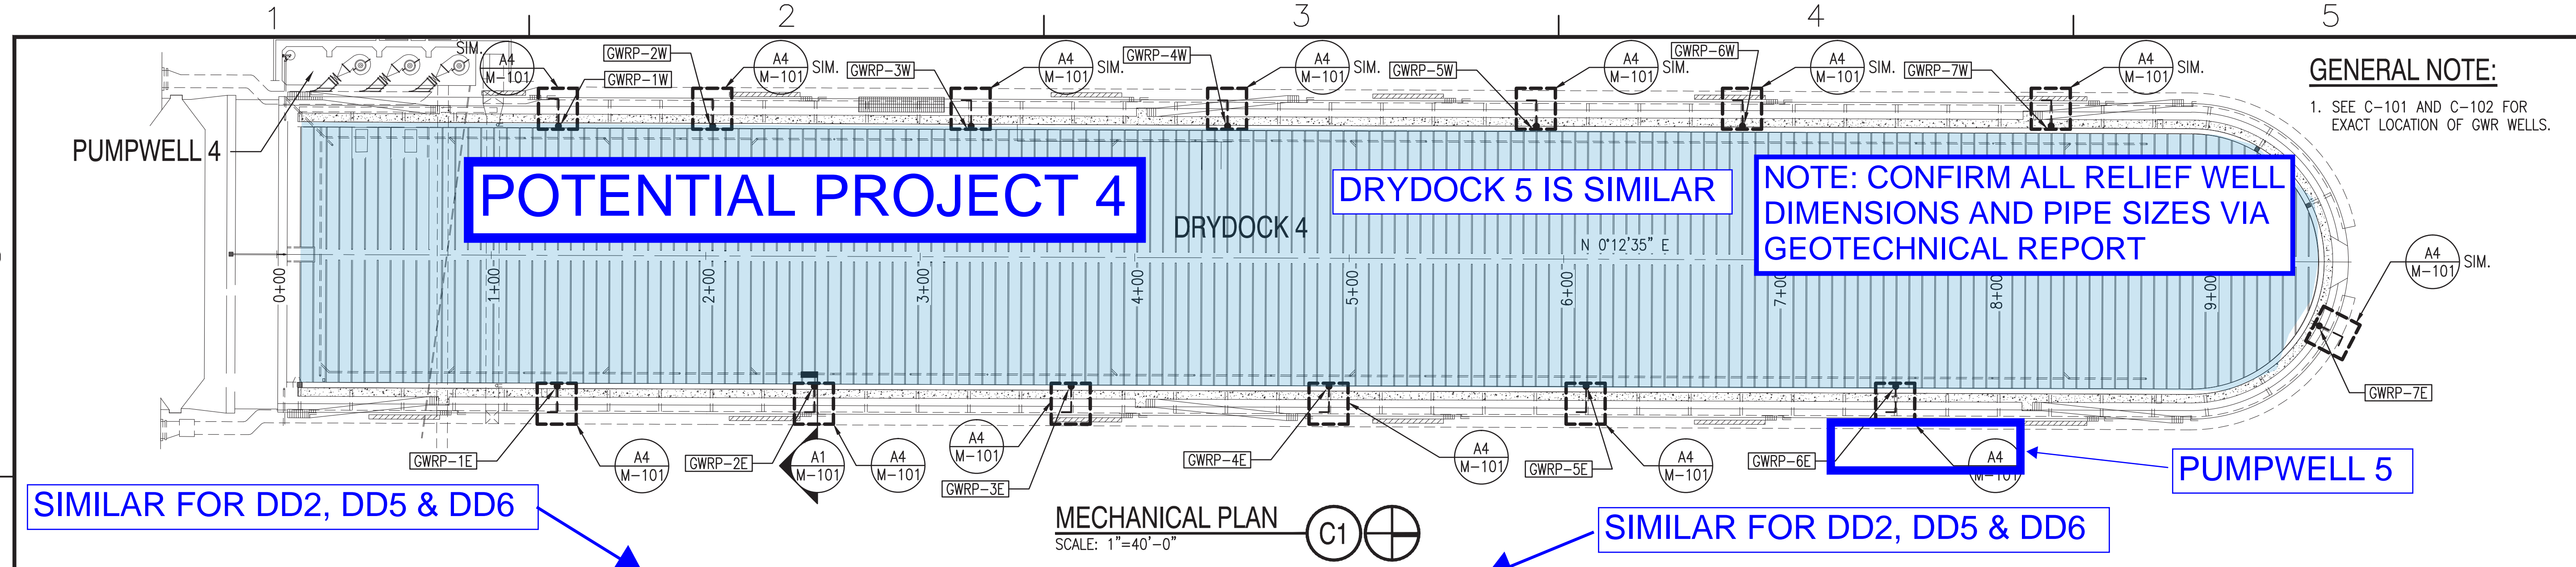 1 2 3 4 5
SIM.
A4
M-101
GWRP-1W
GWRP-2W
A4
M-101
SIM.
GWRP-3W
A4
M-101
SIM.
GWRP-4W
A4
M-101
SIM.
GWRP-5W
A4
M-101
SIM.
GWRP-6W
A4
M-101
SIM.
GWRP-7W
A4
M-101
SIM.
GENERAL NOTE:
1. SEE C-101 AND C-102 FOR
EXACT LOCATION OF GWR WELLS.
PUMPWELL 4
POTENTIAL PROJECT 4
DRYDOCK 5 IS SIMILAR
NOTE: CONFIRM ALL RELIEF WELL
DIMENSIONS AND PIPE SIZES VIA
GEOTECHNICAL REPORT
DRYDOCK 4
N 0°12'35" E
0+00
1+00
2+00
3+00
4+00
5+00
6+00
7+00
8+00
9+00
A4
M-101
SIM.
GWRP-7E
GWRP-1E
A4
M-101
GWRP-2E
A1
M-101
A4
M-101
A4
M-101
GWRP-3E
GWRP-4E
A4
M-101
GWRP-5E
A4
M-101
GWRP-6E
A4
M-101
PUMPWELL 5
SIMILAR FOR DD2, DD5 & DD6
MECHANICAL PLAN
SCALE: 1"=40'-0"
C1
SIMILAR FOR DD2, DD5 & DD6